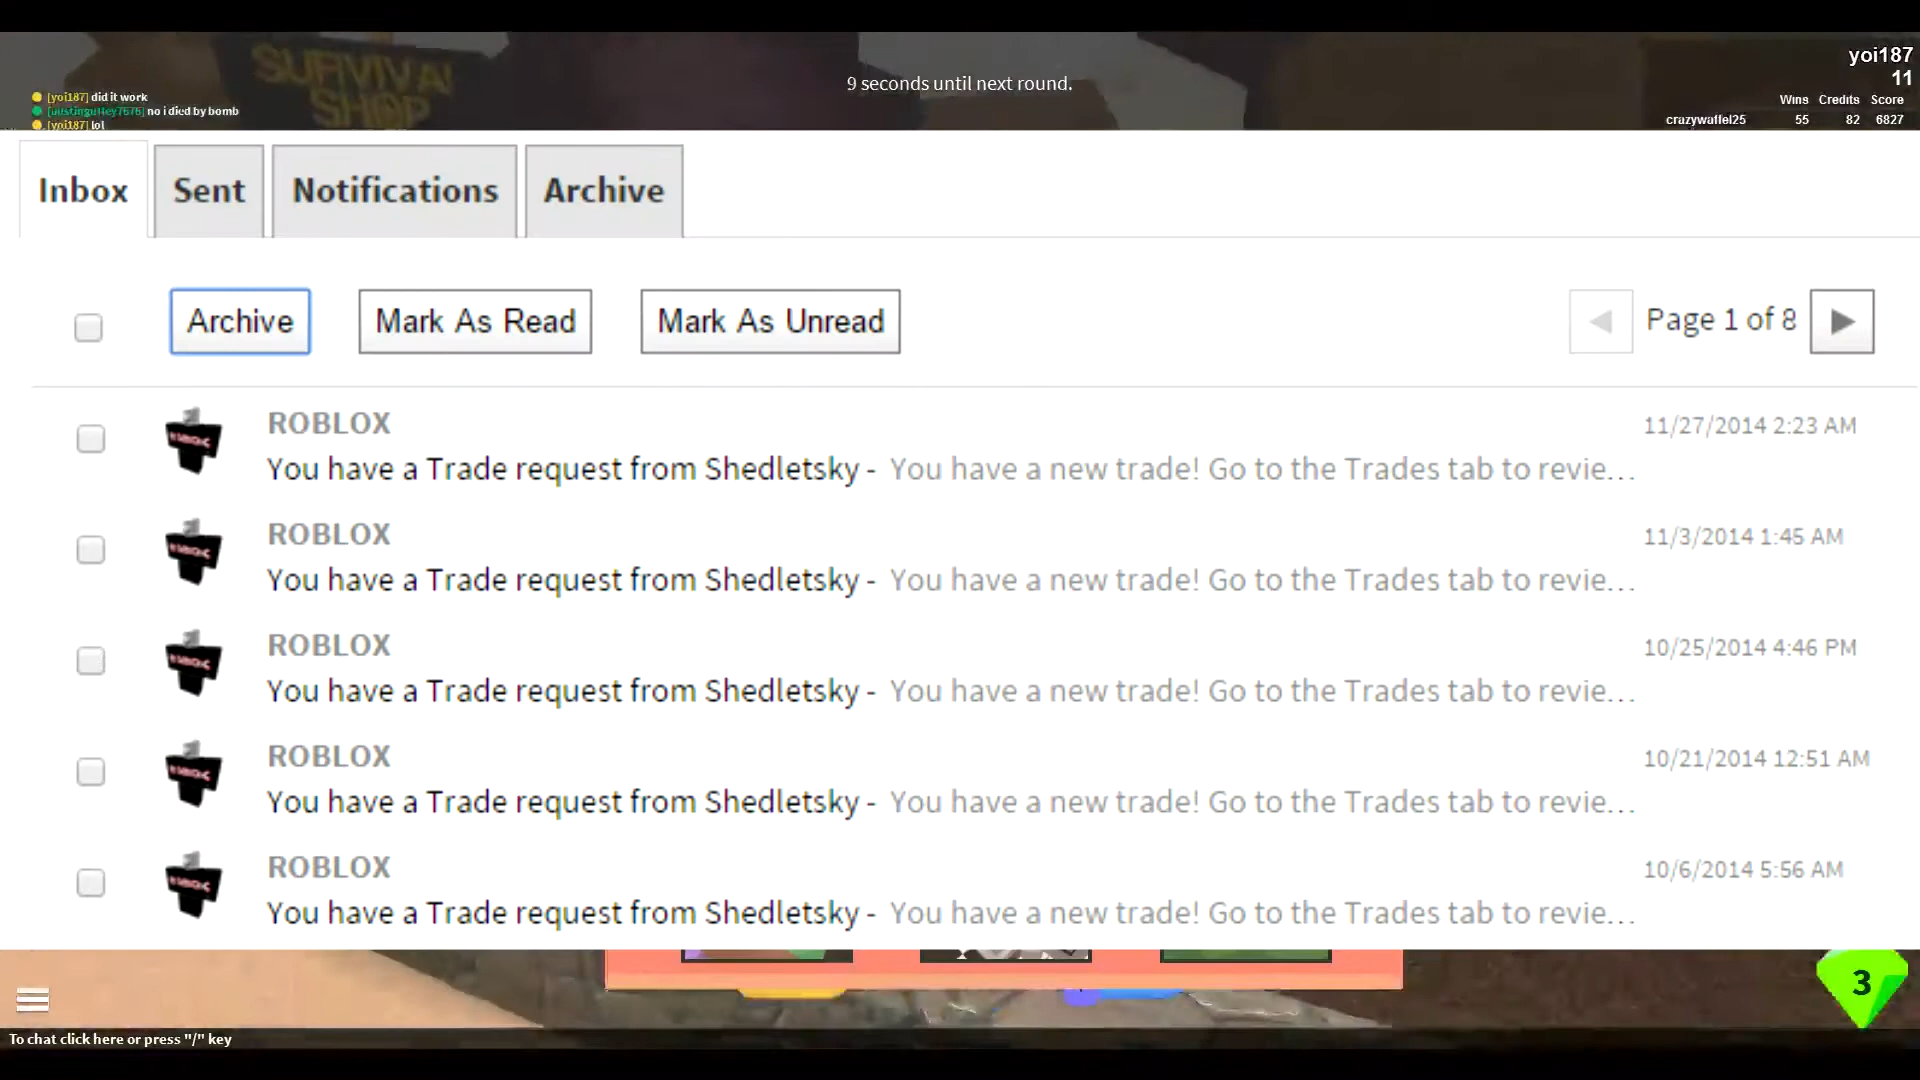 SURVIVAL
SHOP
9 seconds until next round.
yoi187
11
Wins Credits Score
crazywaffel25 55 82 6827
[yoi187] did it work
no i died by bomb
[yoi187] lol
Inbox Sent Notifications Archive
Archive Mark As Read Mark As Unread Page 1 of 8
ROBLOX 11/27/2014 2:23 AM
You have a Trade request from Shedletsky - You have a new trade! Go to the Trades tab to revie...
ROBLOX 11/3/2014 1:45 AM
You have a Trade request from Shedletsky - You have a new trade! Go to the Trades tab to revie...
ROBLOX 10/25/2014 4:46 PM
You have a Trade request from Shedletsky - You have a new trade! Go to the Trades tab to revie...
ROBLOX 10/21/2014 12:51 AM
You have a Trade request from Shedletsky - You have a new trade! Go to the Trades tab to revie...
ROBLOX 10/6/2014 5:56 AM
You have a Trade request from Shedletsky - You have a new trade! Go to the Trades tab to revie...
3
To chat click here or press "/" key